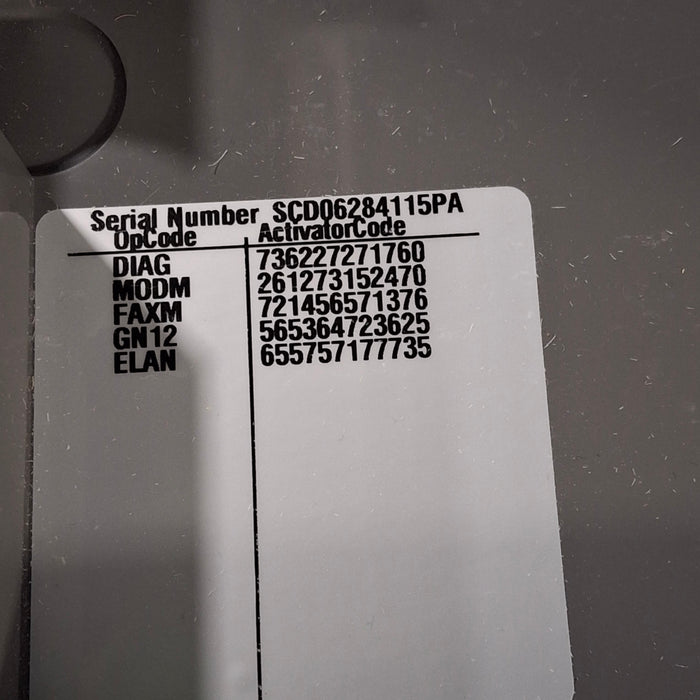 Serial Number SCD06284115PA
OpCode ActivatorCode
DIAG 736227271760
MODM 261273152470
FAXM 721456571376
GN12 565364723625
ELAN 655757177735